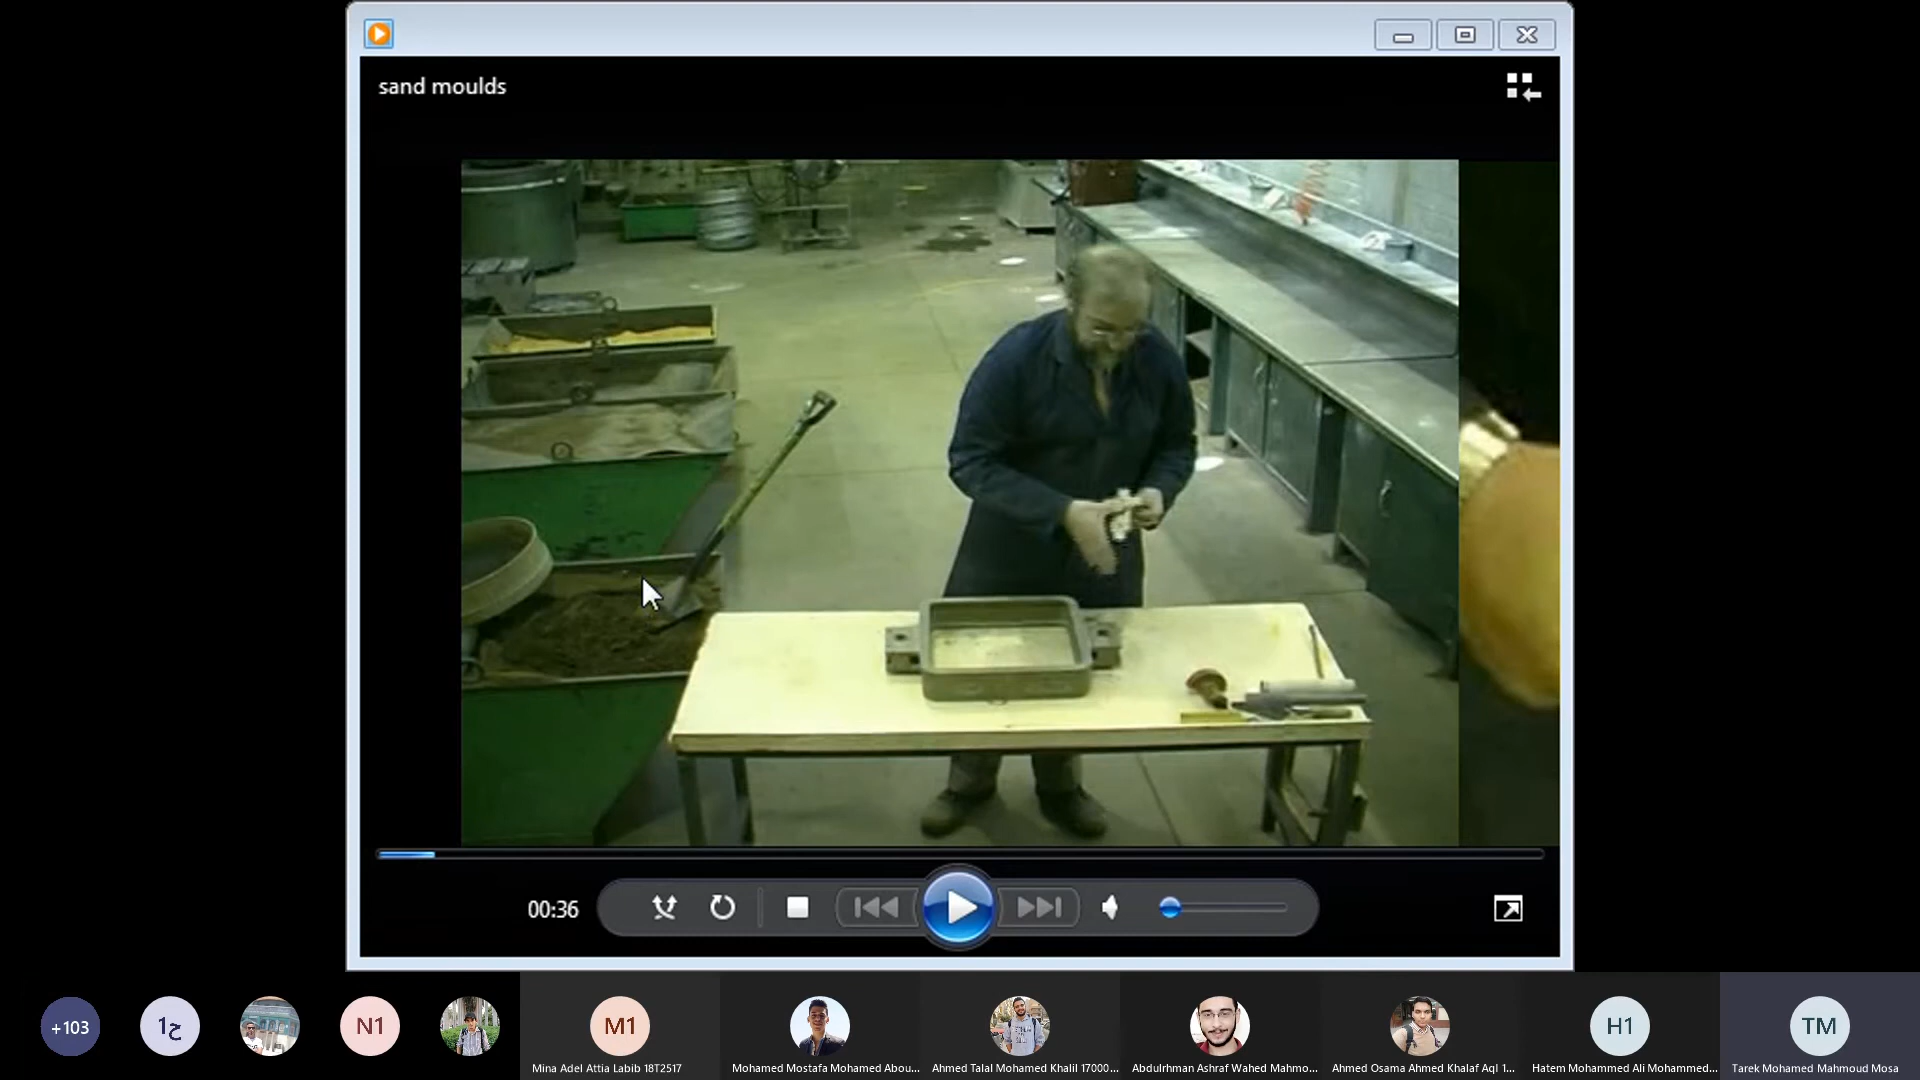 sand moulds
00:36
+103
ح1
N1
M1
H1
TM
Mina Adel Attia Labib 18T2517
Mohamed Mostafa Mohamed Abou...
Ahmed Talal Mohamed Khalil 17000...
Abdulrhman Ashraf Wahed Mahmo...
Ahmed Osama Ahmed Khalaf Aql 1...
Hatem Mohammed Ali Mohammed...
Tarek Mohamed Mahmoud Mosa